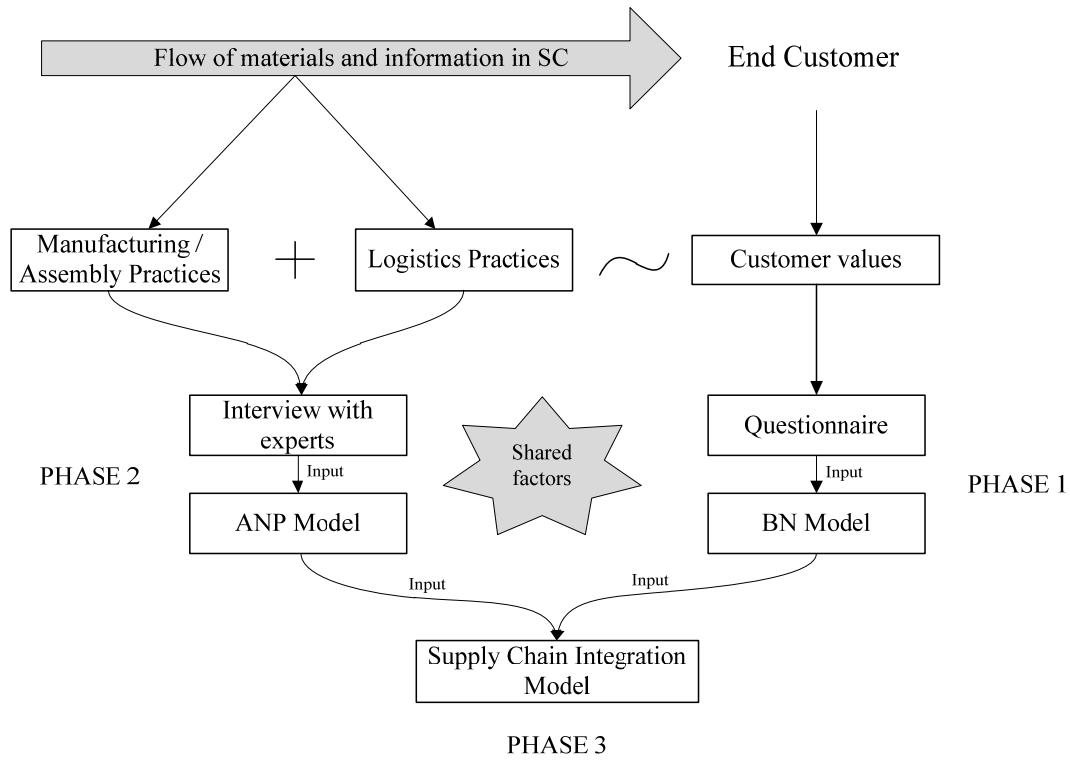 Flow of materials and information in SC
End Customer
Manufacturing /
Assembly Practices
+
Logistics Practices
Customer values
Interview with
experts
Shared
factors
Questionnaire
PHASE 2
Input
Input
PHASE 1
ANP Model
BN Model
Input
Input
Supply Chain Integration
Model
PHASE 3